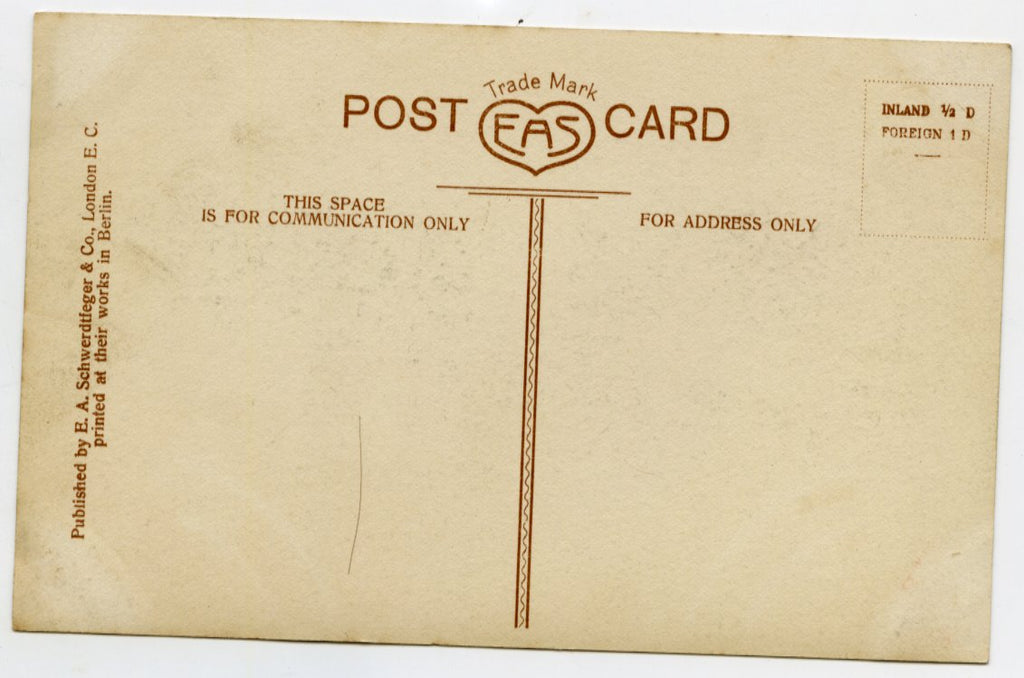 Trade Mark
POST EAS CARD
INLAND ½ D
FOREIGN 1 D
THIS SPACE
IS FOR COMMUNICATION ONLY
FOR ADDRESS ONLY
Published by E. A. Schwerdtfeger & Co., London E. C.
printed at their works in Berlin.